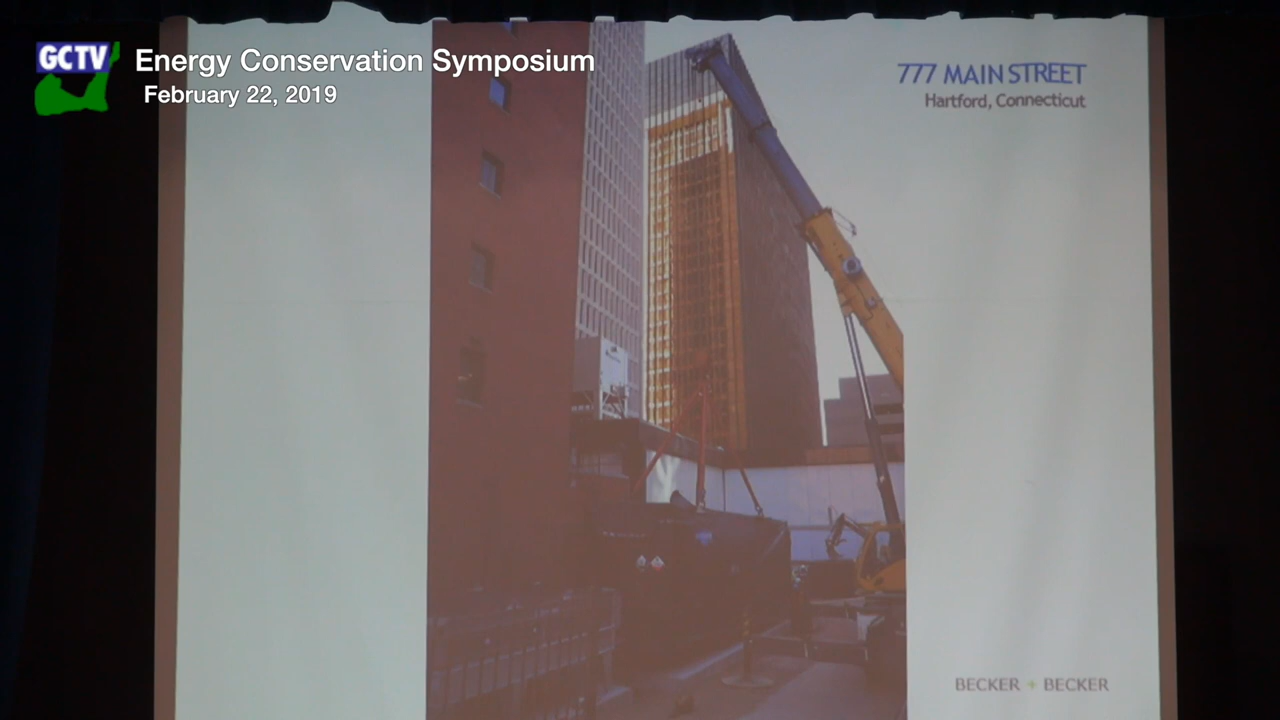 GCTV
Energy Conservation Symposium
February 22, 2019
777 MAIN STREET
Hartford, Connecticut
BECKER + BECKER